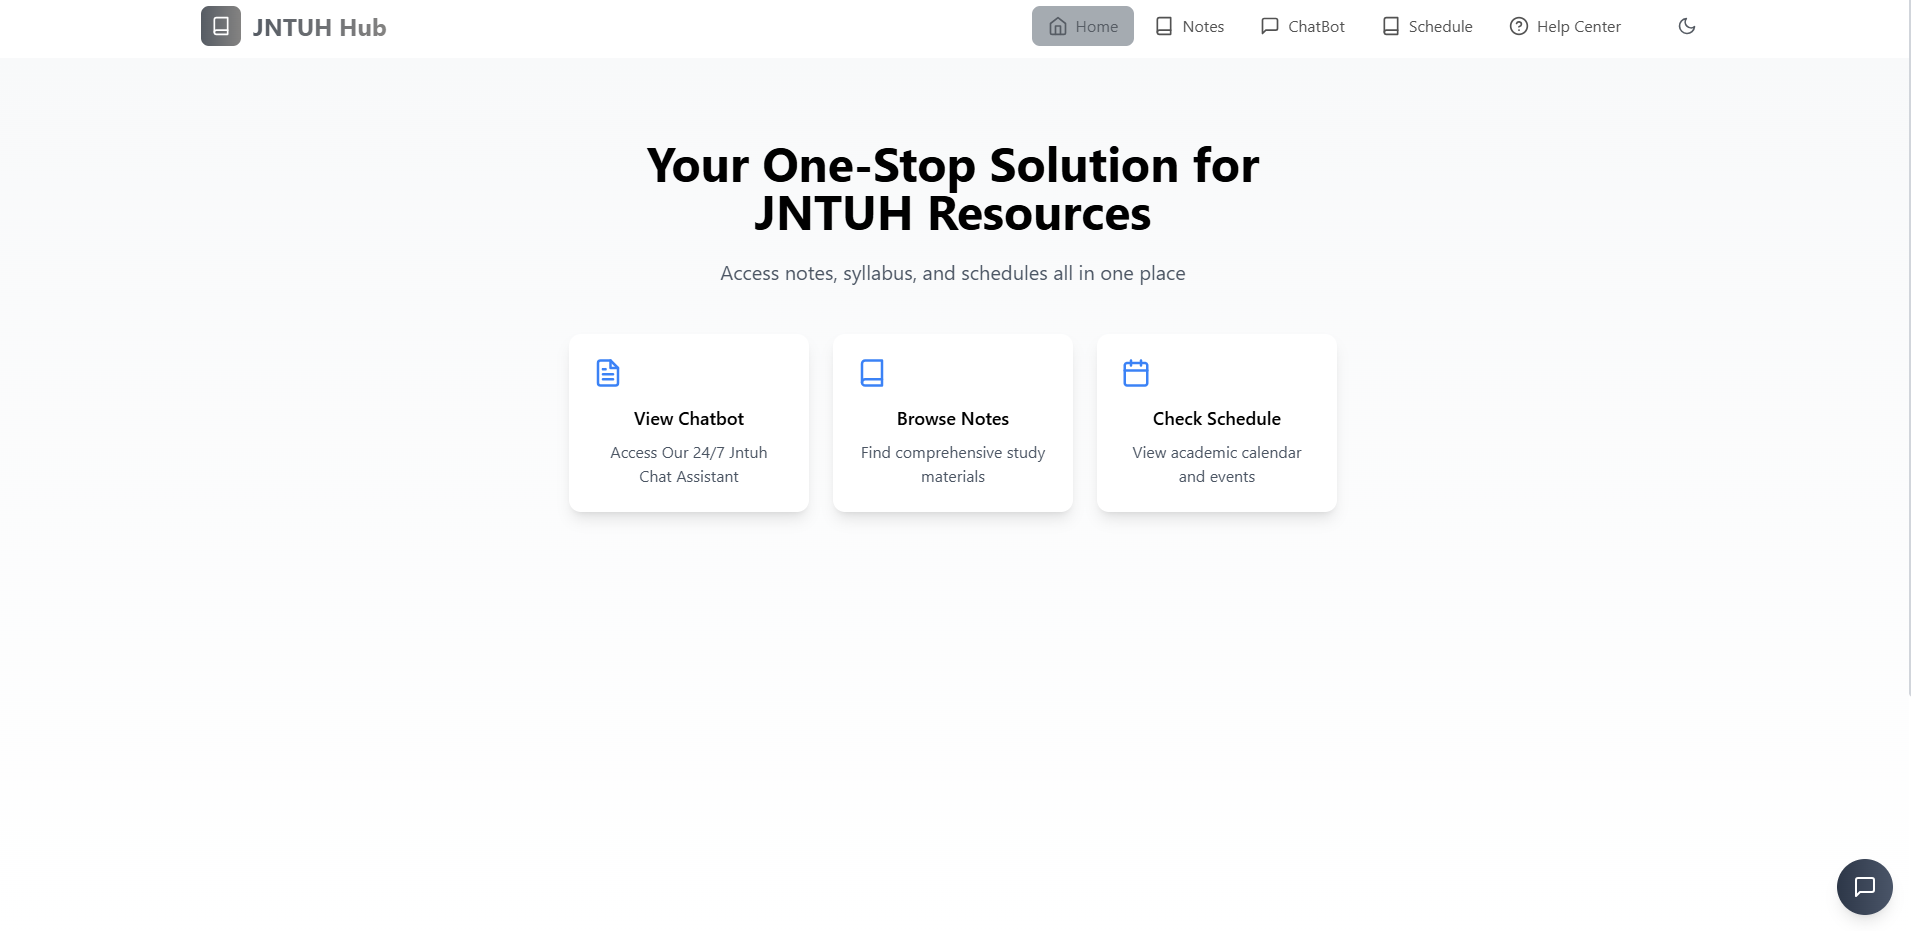 JNTUH Hub
Home
Notes
ChatBot
Schedule
Help Center
Your One-Stop Solution for
JNTUH Resources
Access notes, syllabus, and schedules all in one place
View Chatbot
Access Our 24/7 Jntuh
Chat Assistant
Browse Notes
Find comprehensive study
materials
Check Schedule
View academic calendar
and events